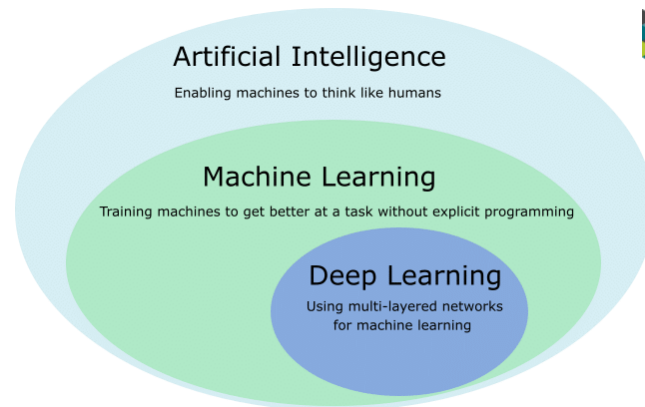 Artificial Intelligence
Enabling machines to think like humans
Machine Learning
Training machines to get better at a task without explicit programming
Deep Learning
Using multi-layered networks
for machine learning